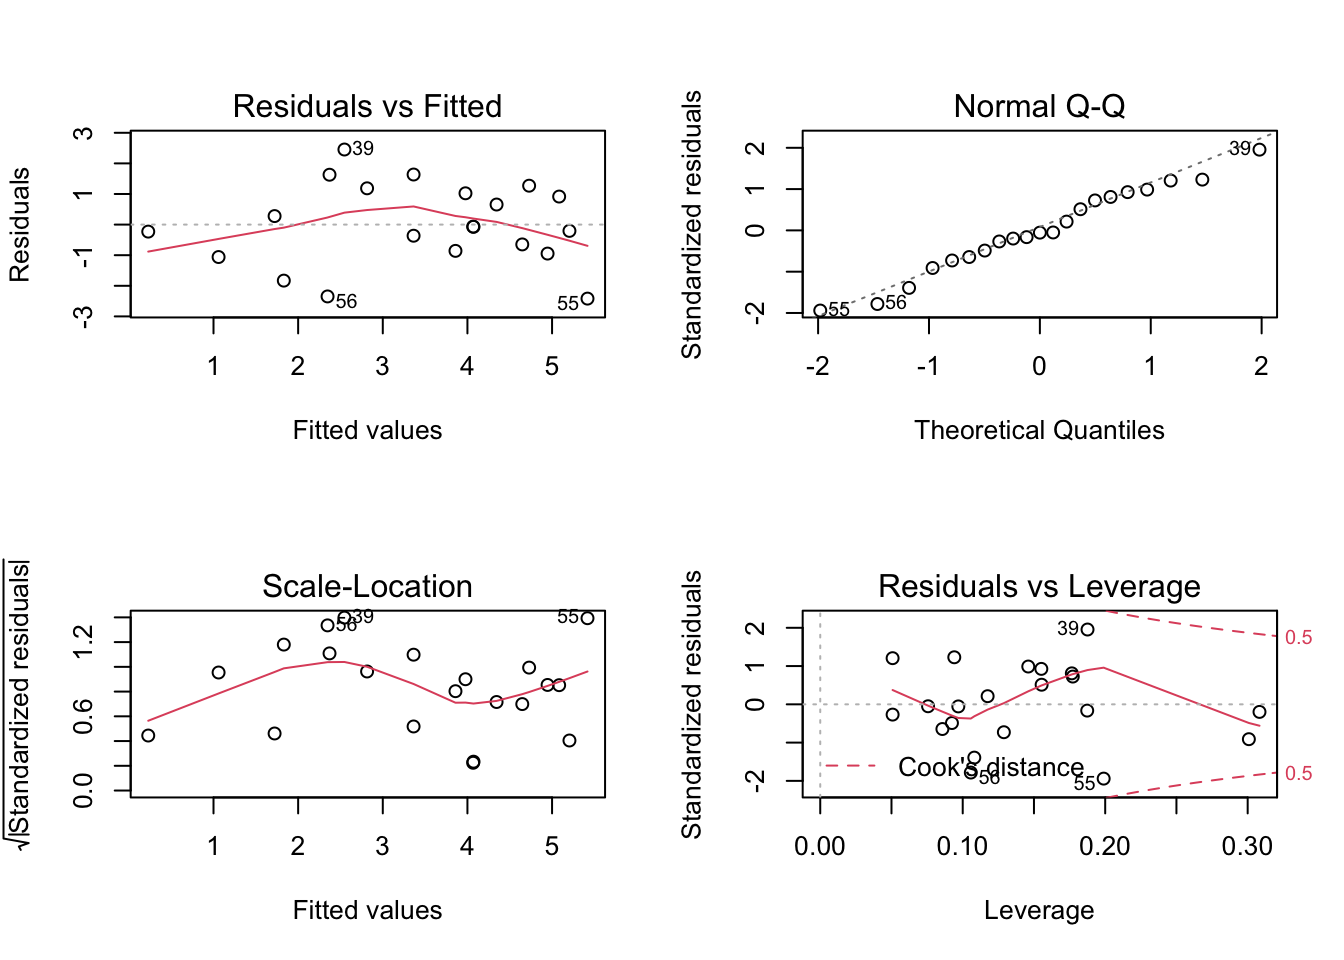 Residuals vs Fitted
Residuals
3
1
-1
-3
39
56
55
1 2 3 4 5
Fitted values
Normal Q-Q
Standardized residuals
2
1
0
-2
39
55
56
-2 -1 0 1 2
Theoretical Quantiles
Scale-Location
√|Standardized residuals|
1.2
0.6
0.0
39
56
55
1 2 3 4 5
Fitted values
Residuals vs Leverage
Standardized residuals
2
1
0
-2
39
0.5
0.5
Cook's distance
56
55
0.00 0.10 0.20 0.30
Leverage